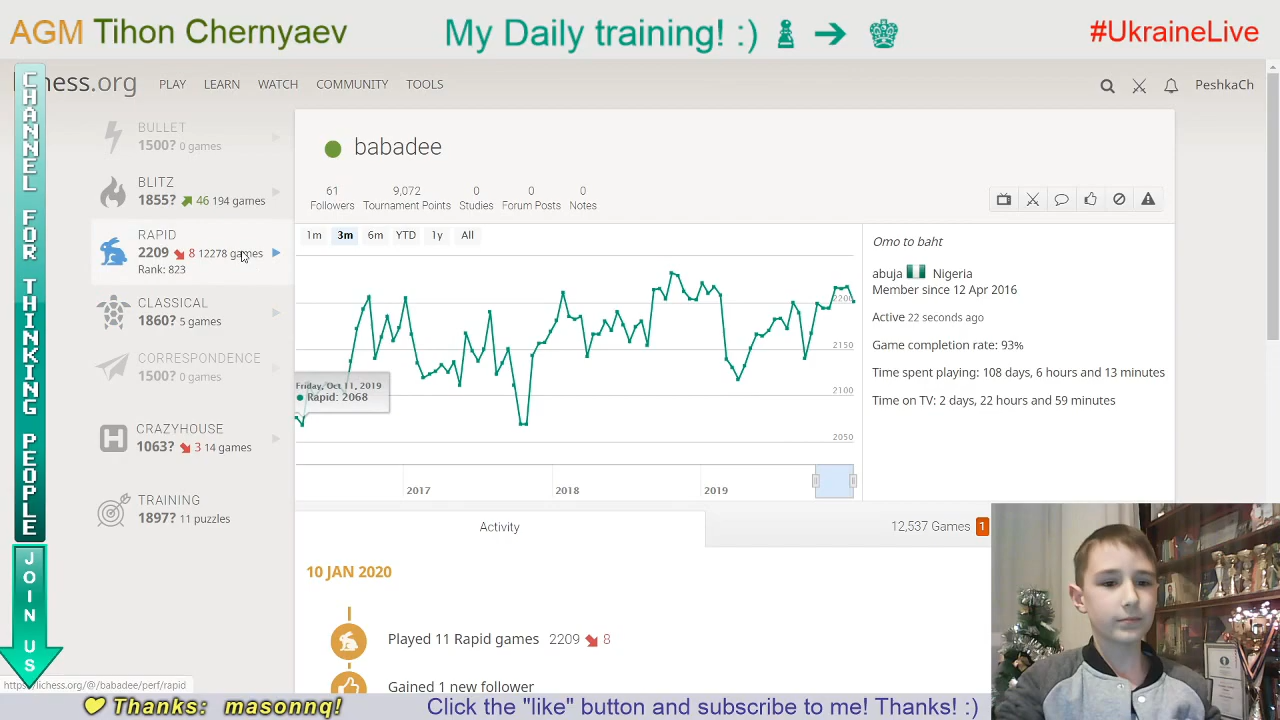 AGM Tihon Chernyaev
My Daily training! :)
#UkraineLive
CHANNEL FOR THINKING PEOPLE
JOIN US
hess.org
PLAY
LEARN
WATCH
COMMUNITY
TOOLS
PeshkaCh
BULLET
1500? 0 games
BLITZ
1855? 46 194 games
RAPID
2209 8 12278 games
Rank: 823
CLASSICAL
1860? 5 games
CORRESPONDENCE
1500? 0 games
CRAZYHOUSE
1063? 3 14 games
TRAINING
1897? 11 puzzles
babadee
61
Followers
9,072
Tournament Points
0
Studies
0
Forum Posts
0
Notes
1m 3m 6m YTD 1y All
2200
2150
2100
2050
Friday, Oct 11, 2019
Rapid: 2068
2017 2018 2019
Omo to baht
abuja Nigeria
Member since 12 Apr 2016
Active 22 seconds ago
Game completion rate: 93%
Time spent playing: 108 days, 6 hours and 13 minutes
Time on TV: 2 days, 22 hours and 59 minutes
Activity
12,537 Games 1
10 JAN 2020
Played 11 Rapid games 2209 8
Gained 1 new follower
https://lichess.org/@/babadee/perf/rapid
Thanks: masonnq!
Click the "like" button and subscribe to me! Thanks! :)